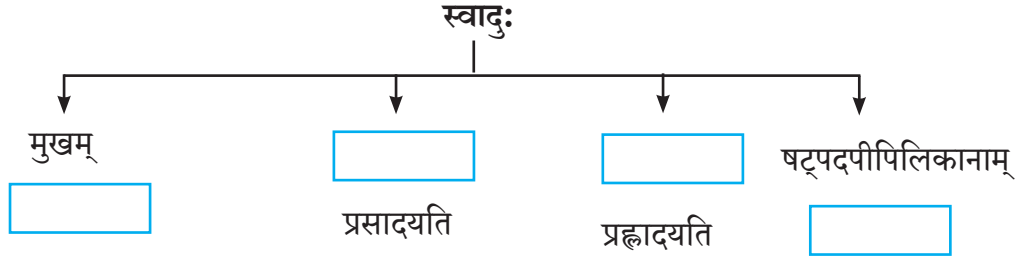 स्वादुः
मुखम्
षट्पदपीपिलिकानाम्
प्रसादयति
प्रह्लादयति